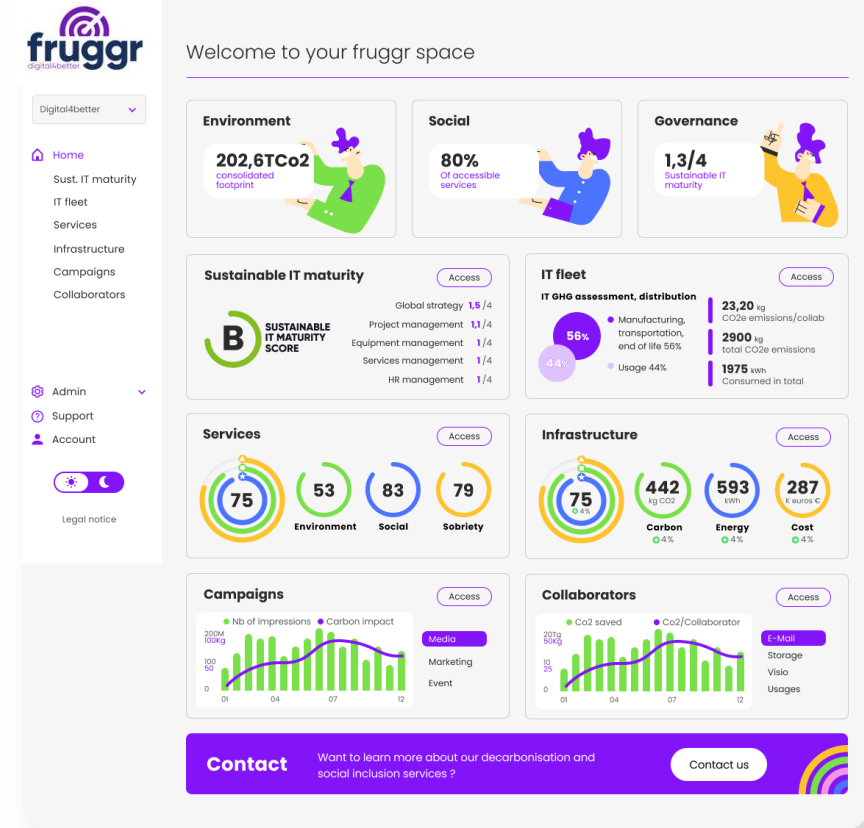 fruggr
digital4better
Digital4better
Home
Sust. IT maturity
IT fleet
Services
Infrastructure
Campaigns
Collaborators
Admin
Support
Account
Legal notice
Welcome to your fruggr space
Environment
202,6TCo2
consolidated
footprint
Social
80%
Of accessible
services
Governance
1,3/4
Sustainable IT
maturity
Sustainable IT maturity
Access
B
SUSTAINABLE
IT MATURITY
SCORE
Global strategy 1,5 /4
Project management 1,1 /4
Equipment management 1 /4
Services management 1 /4
HR management 1 /4
IT fleet
Access
IT GHG assessment, distribution
56%
44%
Manufacturing,
transportation,
end of life 56%
Usage 44%
23,20 kg
CO2e emissions/collab
2900 kg
total CO2e emissions
1975 kWh
Consumed in total
Services
Access
75
53
Environment
83
Social
79
Sobriety
Infrastructure
Access
75
4%
442
kg CO2
Carbon
4%
593
kWh
Energy
4%
287
K euros €
Cost
4%
Campaigns
Access
Nb of impressions Carbon impact
200M
100Kg
100
50
0
01 04 07 12
Media
Marketing
Event
Collaborators
Access
Co2 saved Co2/Collaborator
20Tg
50Kg
10
25
0
01 04 07 12
E-Mail
Storage
Visio
Usages
Contact
Want to learn more about our decarbonisation and
social inclusion services ?
Contact us